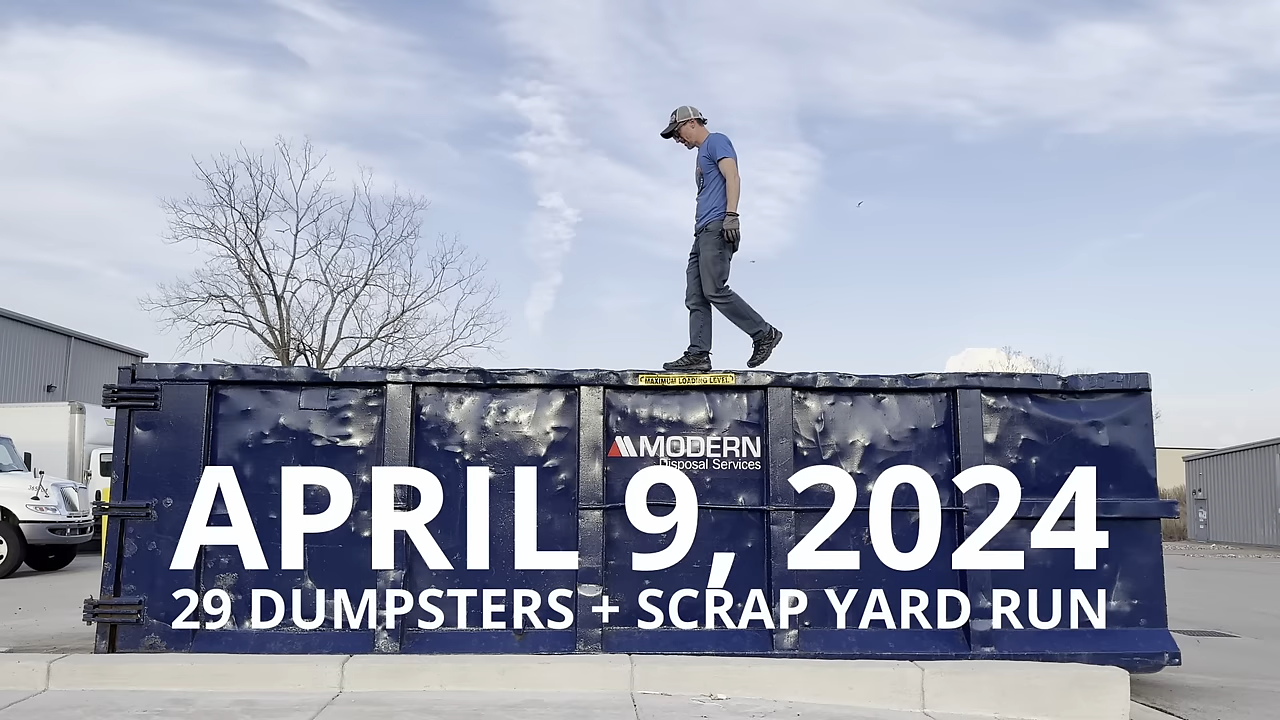 MAXIMUM LOADING LEVEL
MODERN
Disposal Services
APRIL 9, 2024
29 DUMPSTERS + SCRAP YARD RUN